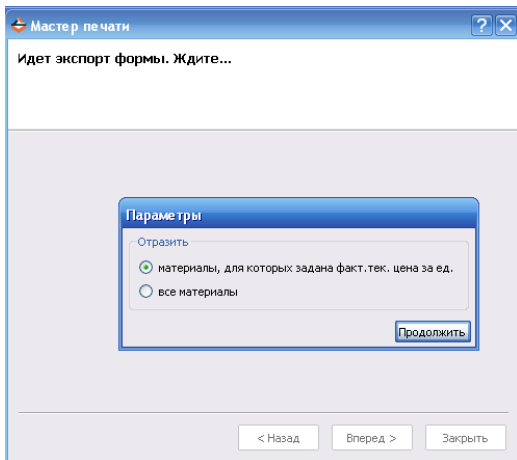 Мастер печати
Идет экспорт формы. Ждите...
Параметры
Отразить
материалы, для которых задана факт.тек. цена за ед.
все материалы
Продолжить
< Назад
Вперед >
Закрыть